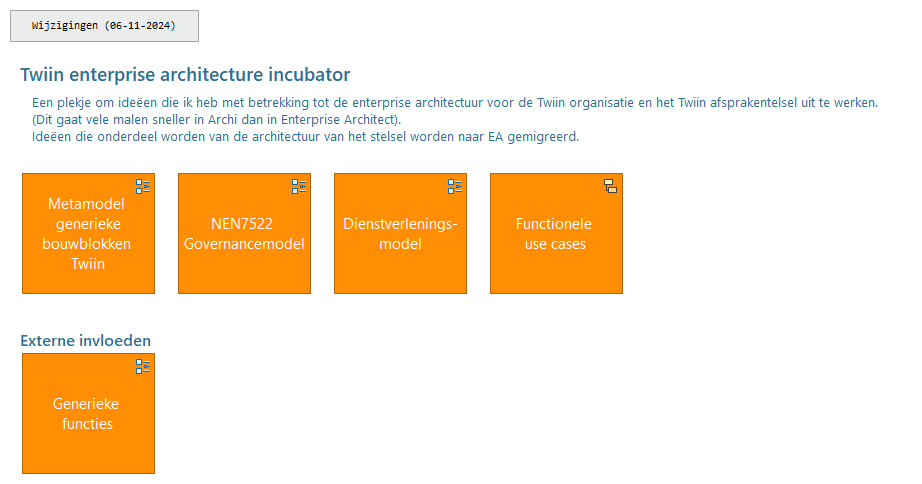 Wijzigingen (06-11-2024)
Twiin enterprise architecture incubator
Een plekje om ideëen die ik heb met betrekking tot de enterprise architectuur voor de Twiin organisatie en het Twiin afsprakentelsel uit te werken.
(Dit gaat vele malen sneller in Archi dan in Enterprise Architect).
Ideëen die onderdeel worden van de architectuur van het stelsel worden naar EA gemigreerd.
Metamodel
generieke
bouwblokken
Twiin
NEN7522
Governancemodel
Dienstverlenings-
model
Functionele
use cases
Externe invloeden
Generieke
functies